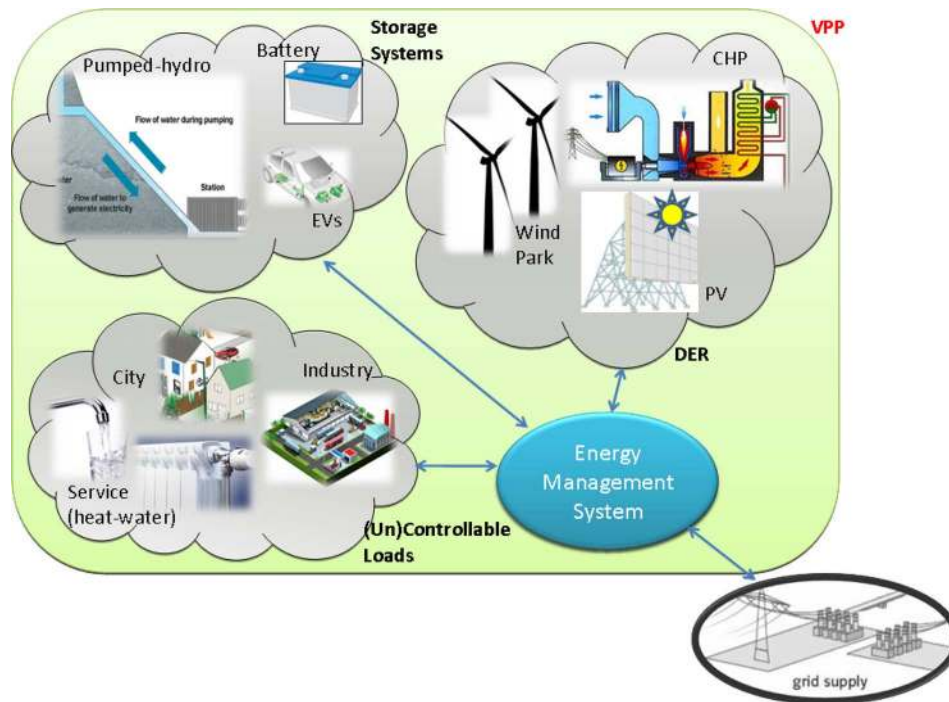 Storage
Systems
VPP
Battery
Pumped-hydro
CHP
Flow of water during pumping
Station
Flow of water to
generate electricity
EVs
Wind
Park
PV
DER
City
Industry
Service
(heat-water)
(Un)Controllable
Loads
Energy
Management
System
grid supply